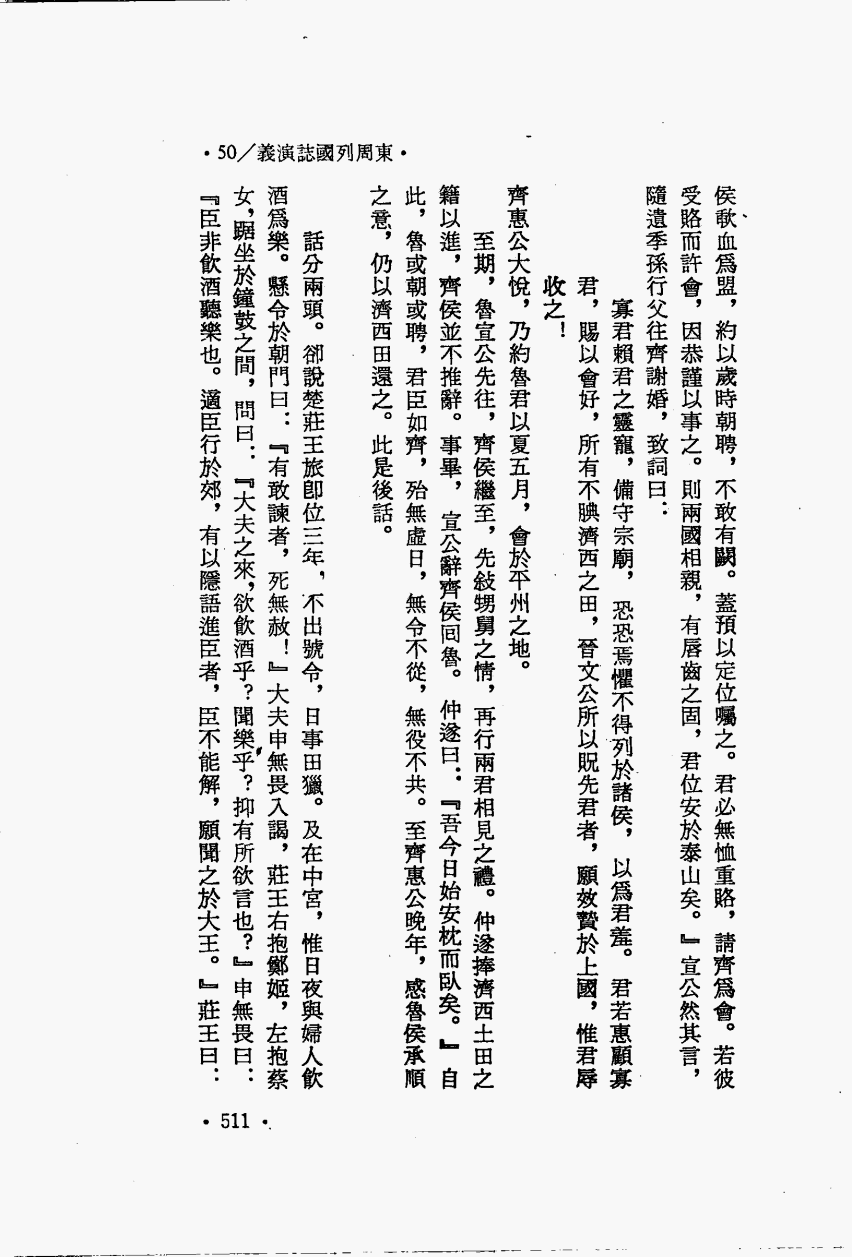 ·東周列國誌演義/50·
侯歃血爲盟，約以歲時朝聘，不敢有闕。蓋預以定位囑之。君必無恤重賂，請齊爲會。若彼
受賂而許會，因恭謹以事之。則兩國相親，有唇齒之固，君位安於泰山矣。』宣公然其言，
隨遺季孫行父往齊謝婚，致詞曰：
寡君賴君之靈寵，備守宗廟，恐恐焉懼不得列於諸侯，以爲君羞。君若惠顧寡
君，賜以會好，所有不腆濟西之田，晉文公所以貺先君者，願效贄於上國，惟君辱
收之！
齊惠公大悅，乃約魯君以夏五月，會於平州之地。
至期，魯宣公先往，齊侯繼至，先敍甥舅之情，再行兩君相見之禮。仲遂捧濟西土田之
籍以進，齊侯並不推辭。事畢，宣公辭齊侯囘魯。仲遂曰：『吾今日始安枕而臥矣。』自
此，魯或朝或聘，君臣如齊，殆無虛日，無令不從，無役不共。至齊惠公晚年，感魯侯承順
之意，仍以濟西田還之。此是後話。
話分兩頭。卻說楚莊王旅卽位三年，不出號令，日事田獵。及在中宮，惟日夜與婦人飲
酒爲樂。懸令於朝門曰：『有敢諫者，死無赦！』大夫申無畏入謁，莊王右抱鄭姬，左抱蔡
女，踞坐於鐘鼓之間，問曰：『大夫之來，欲飲酒乎？聞樂乎？抑有所欲言也？』申無畏曰：
『臣非飲酒聽樂也。適臣行於郊，有以隱語進臣者，臣不能解，願聞之於大王。』莊王曰：
·511·